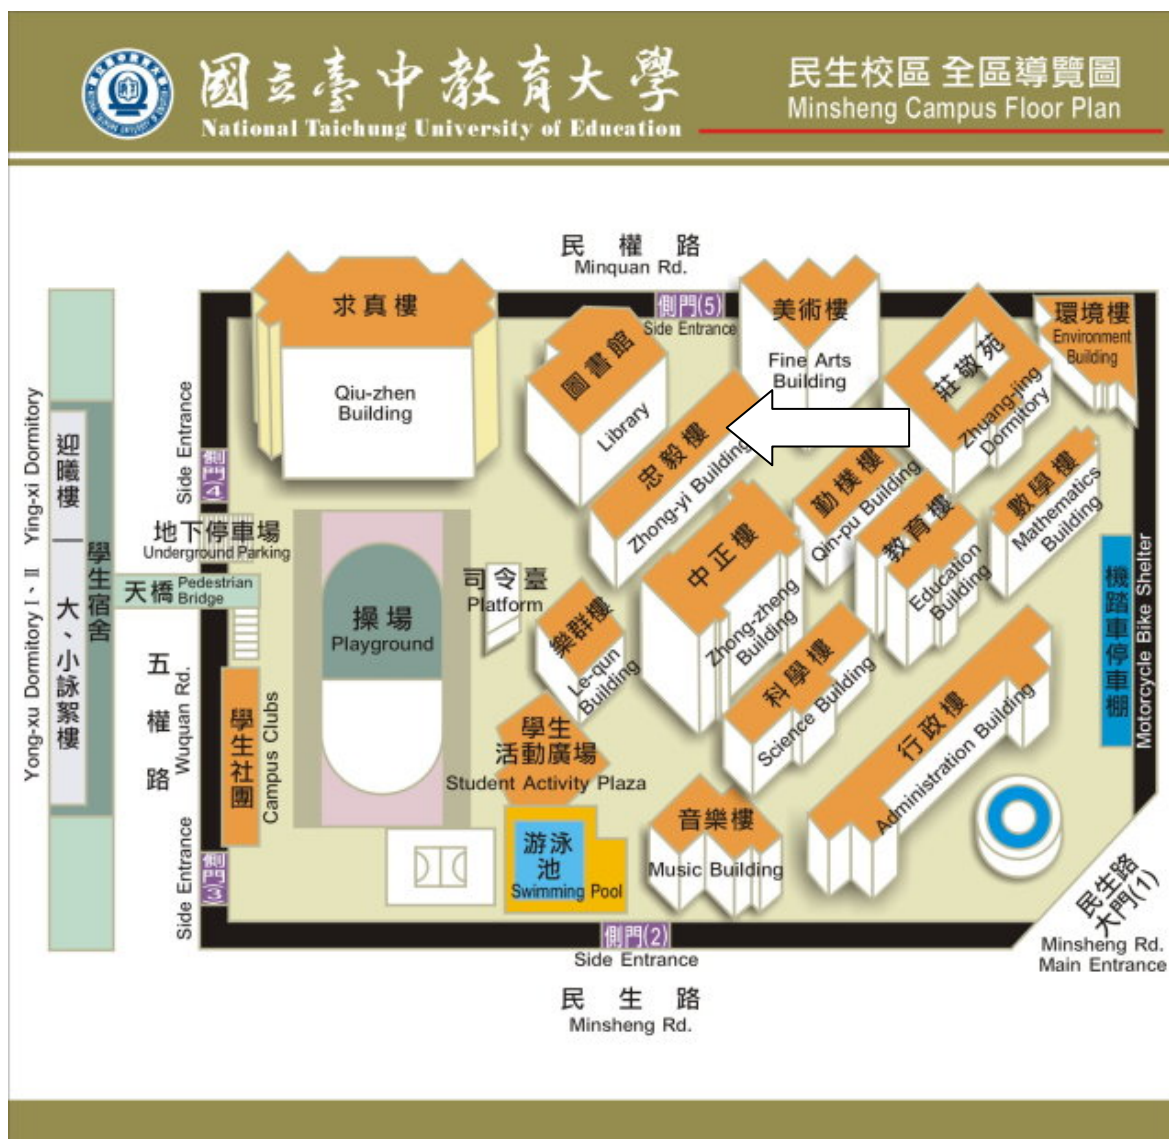 國立臺中教育大學
National Taichung University of Education
民生校區 全區導覽圖
Minsheng Campus Floor Plan
民權路
Minquan Rd.
求真樓
Qiu-zhen
Building
圖書館
Library
側門(5)
Side Entrance
美術樓
Fine Arts
Building
莊敬苑
Zhuang-jing
Dormitory
環境樓
Environment
Building
忠毅樓
Zhong-yi Building
勤樸樓
Qin-pu Building
教育樓
Education
Building
數學樓
Mathematics
Building
中正樓
Zhong-zheng
Building
Side Entrance
側門(4)
地下停車場
Underground Parking
天橋
Pedestrian
Bridge
迎曦樓
Ying-xi Dormitory
大、小詠絮樓
Yong-xu Dormitory I、II
學生宿舍
五權路
Wuquan Rd.
操場
Playground
司令臺
Platform
樂群樓
Le-qun
Building
科學樓
Science Building
行政樓
Administration Building
機踏車停車棚
Motorcycle Bike Shelter
學生社團
Campus Clubs
學生
活動廣場
Student Activity Plaza
音樂樓
Music Building
游泳
池
Swimming Pool
Side Entrance
側門(3)
側門(2)
Side Entrance
民生路
Minsheng Rd.
民生路
大門(1)
Minsheng Rd.
Main Entrance